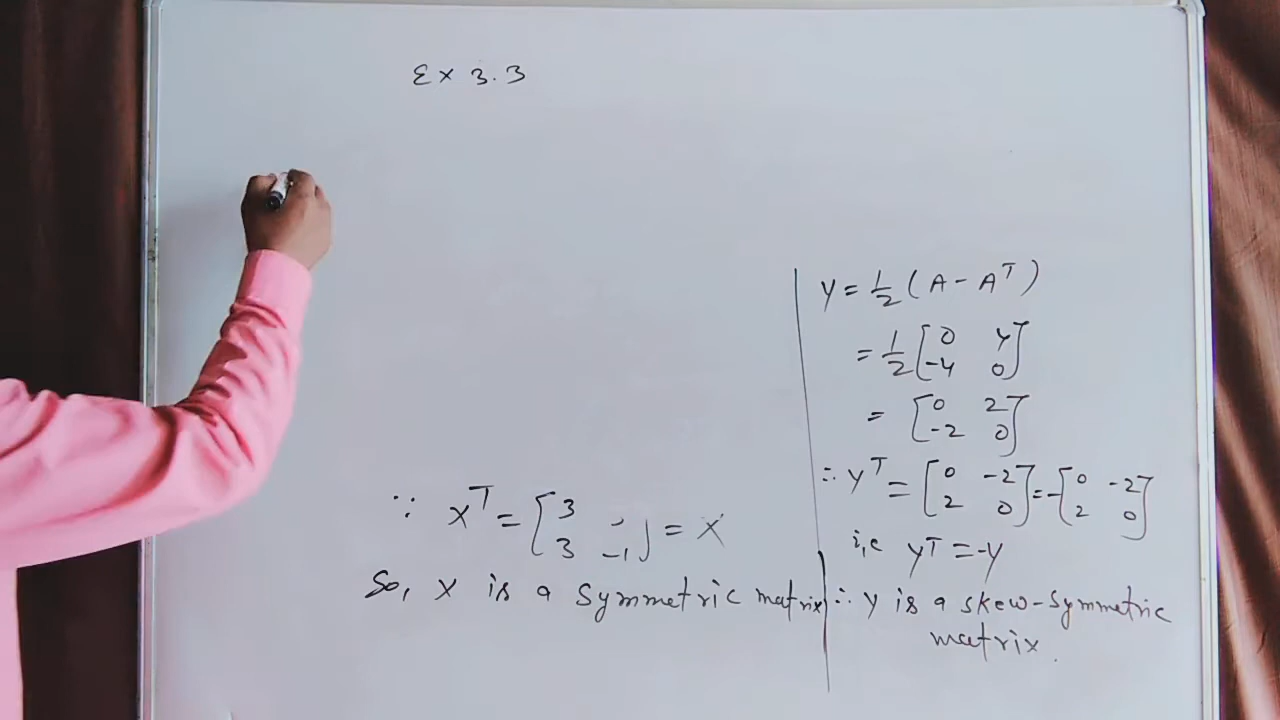 Ex 3.3
∵ X^T = [3 ; 3 -1] = X
So, X is a symmetric matrix
Y = 1/2 (A - A^T)
= 1/2 [0 4; -4 0]
= [0 2; -2 0]
∴ Y^T = [0 -2; 2 0] = -[0 -2; 2 0]
i,e Y^T = -Y
∴ Y is a skew-symmetric
matrix.